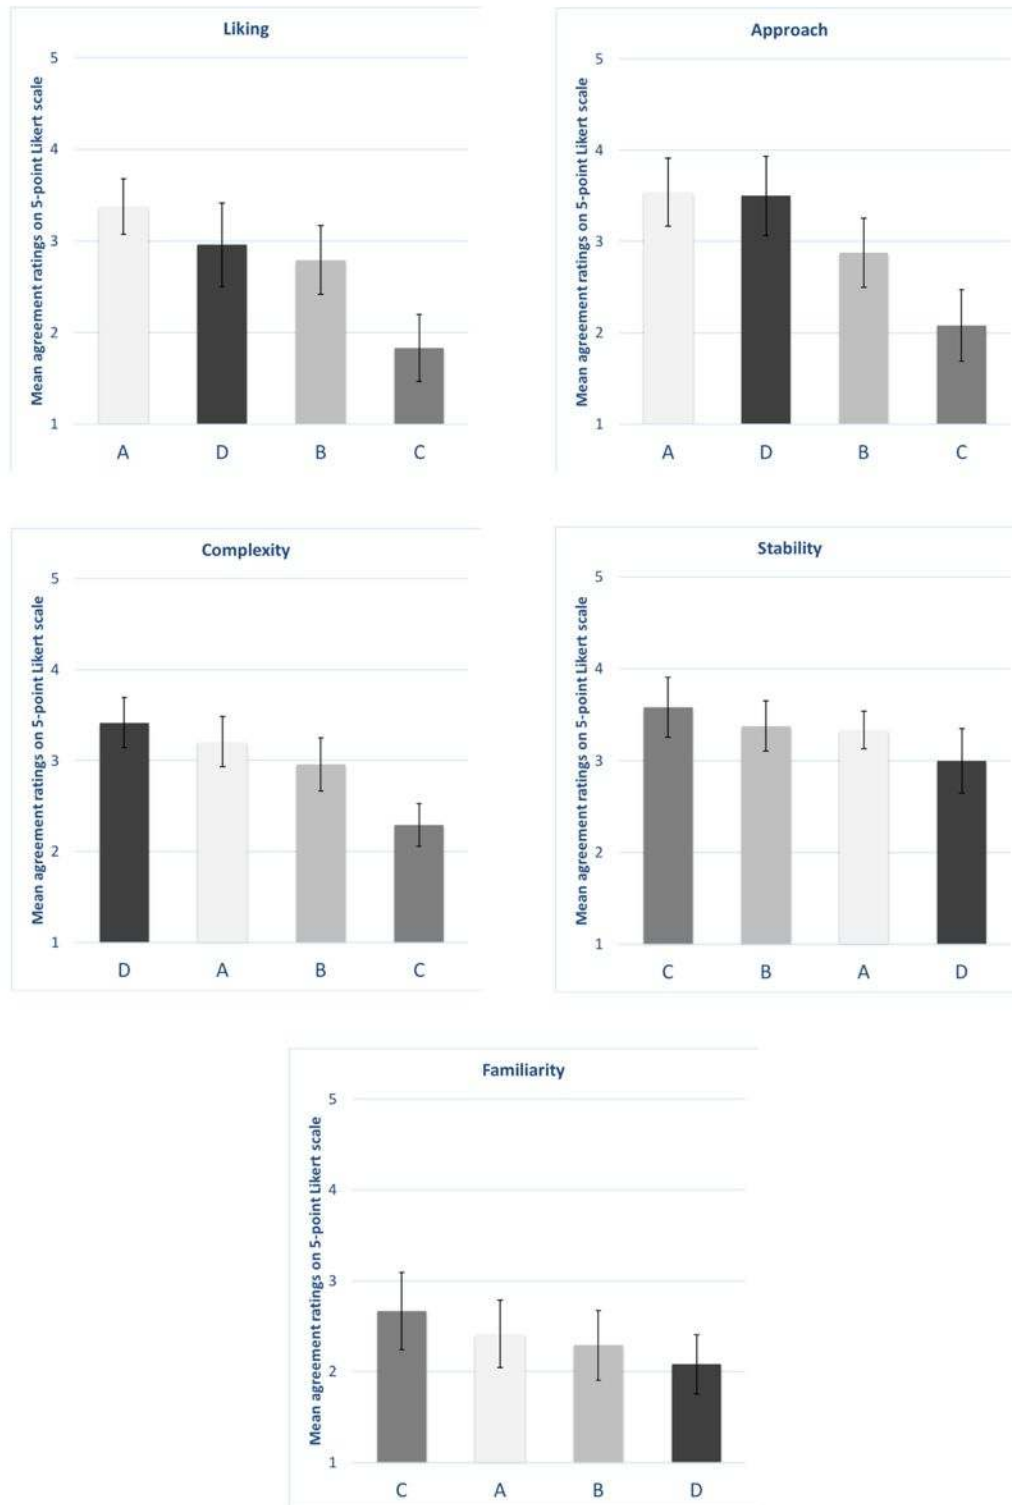 Liking
Mean agreement ratings on 5-point Likert scale
5
4
3
2
1
A D B C
Approach
Mean agreement ratings on 5-point Likert scale
5
4
3
2
1
A D B C
Complexity
Mean agreement ratings on 5-point Likert scale
5
4
3
2
1
D A B C
Stability
Mean agreement ratings on 5-point Likert scale
5
4
3
2
1
C B A D
Familiarity
Mean agreement ratings on 5-point Likert scale
5
4
3
2
1
C A B D